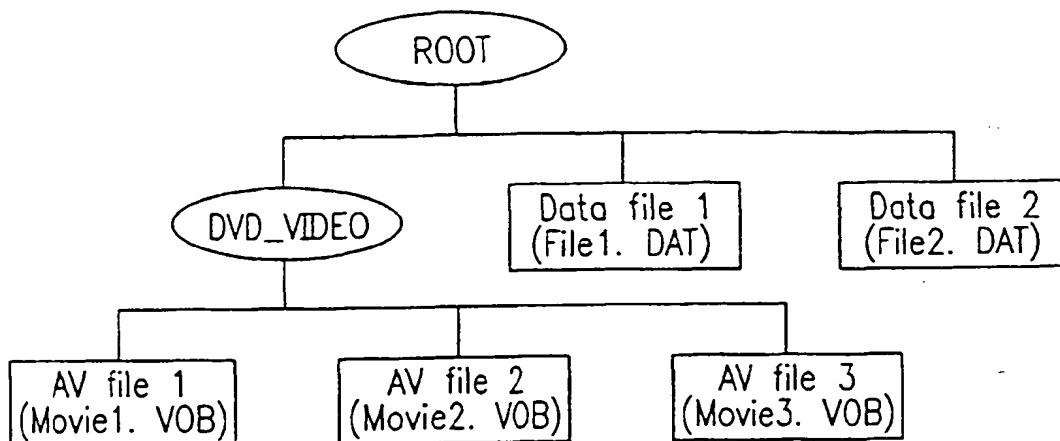 ROOT
DVD_VIDEO
Data file 1
(File1. DAT)
Data file 2
(File2. DAT)
AV file 1
(Movie1. VOB)
AV file 2
(Movie2. VOB)
AV file 3
(Movie3. VOB)